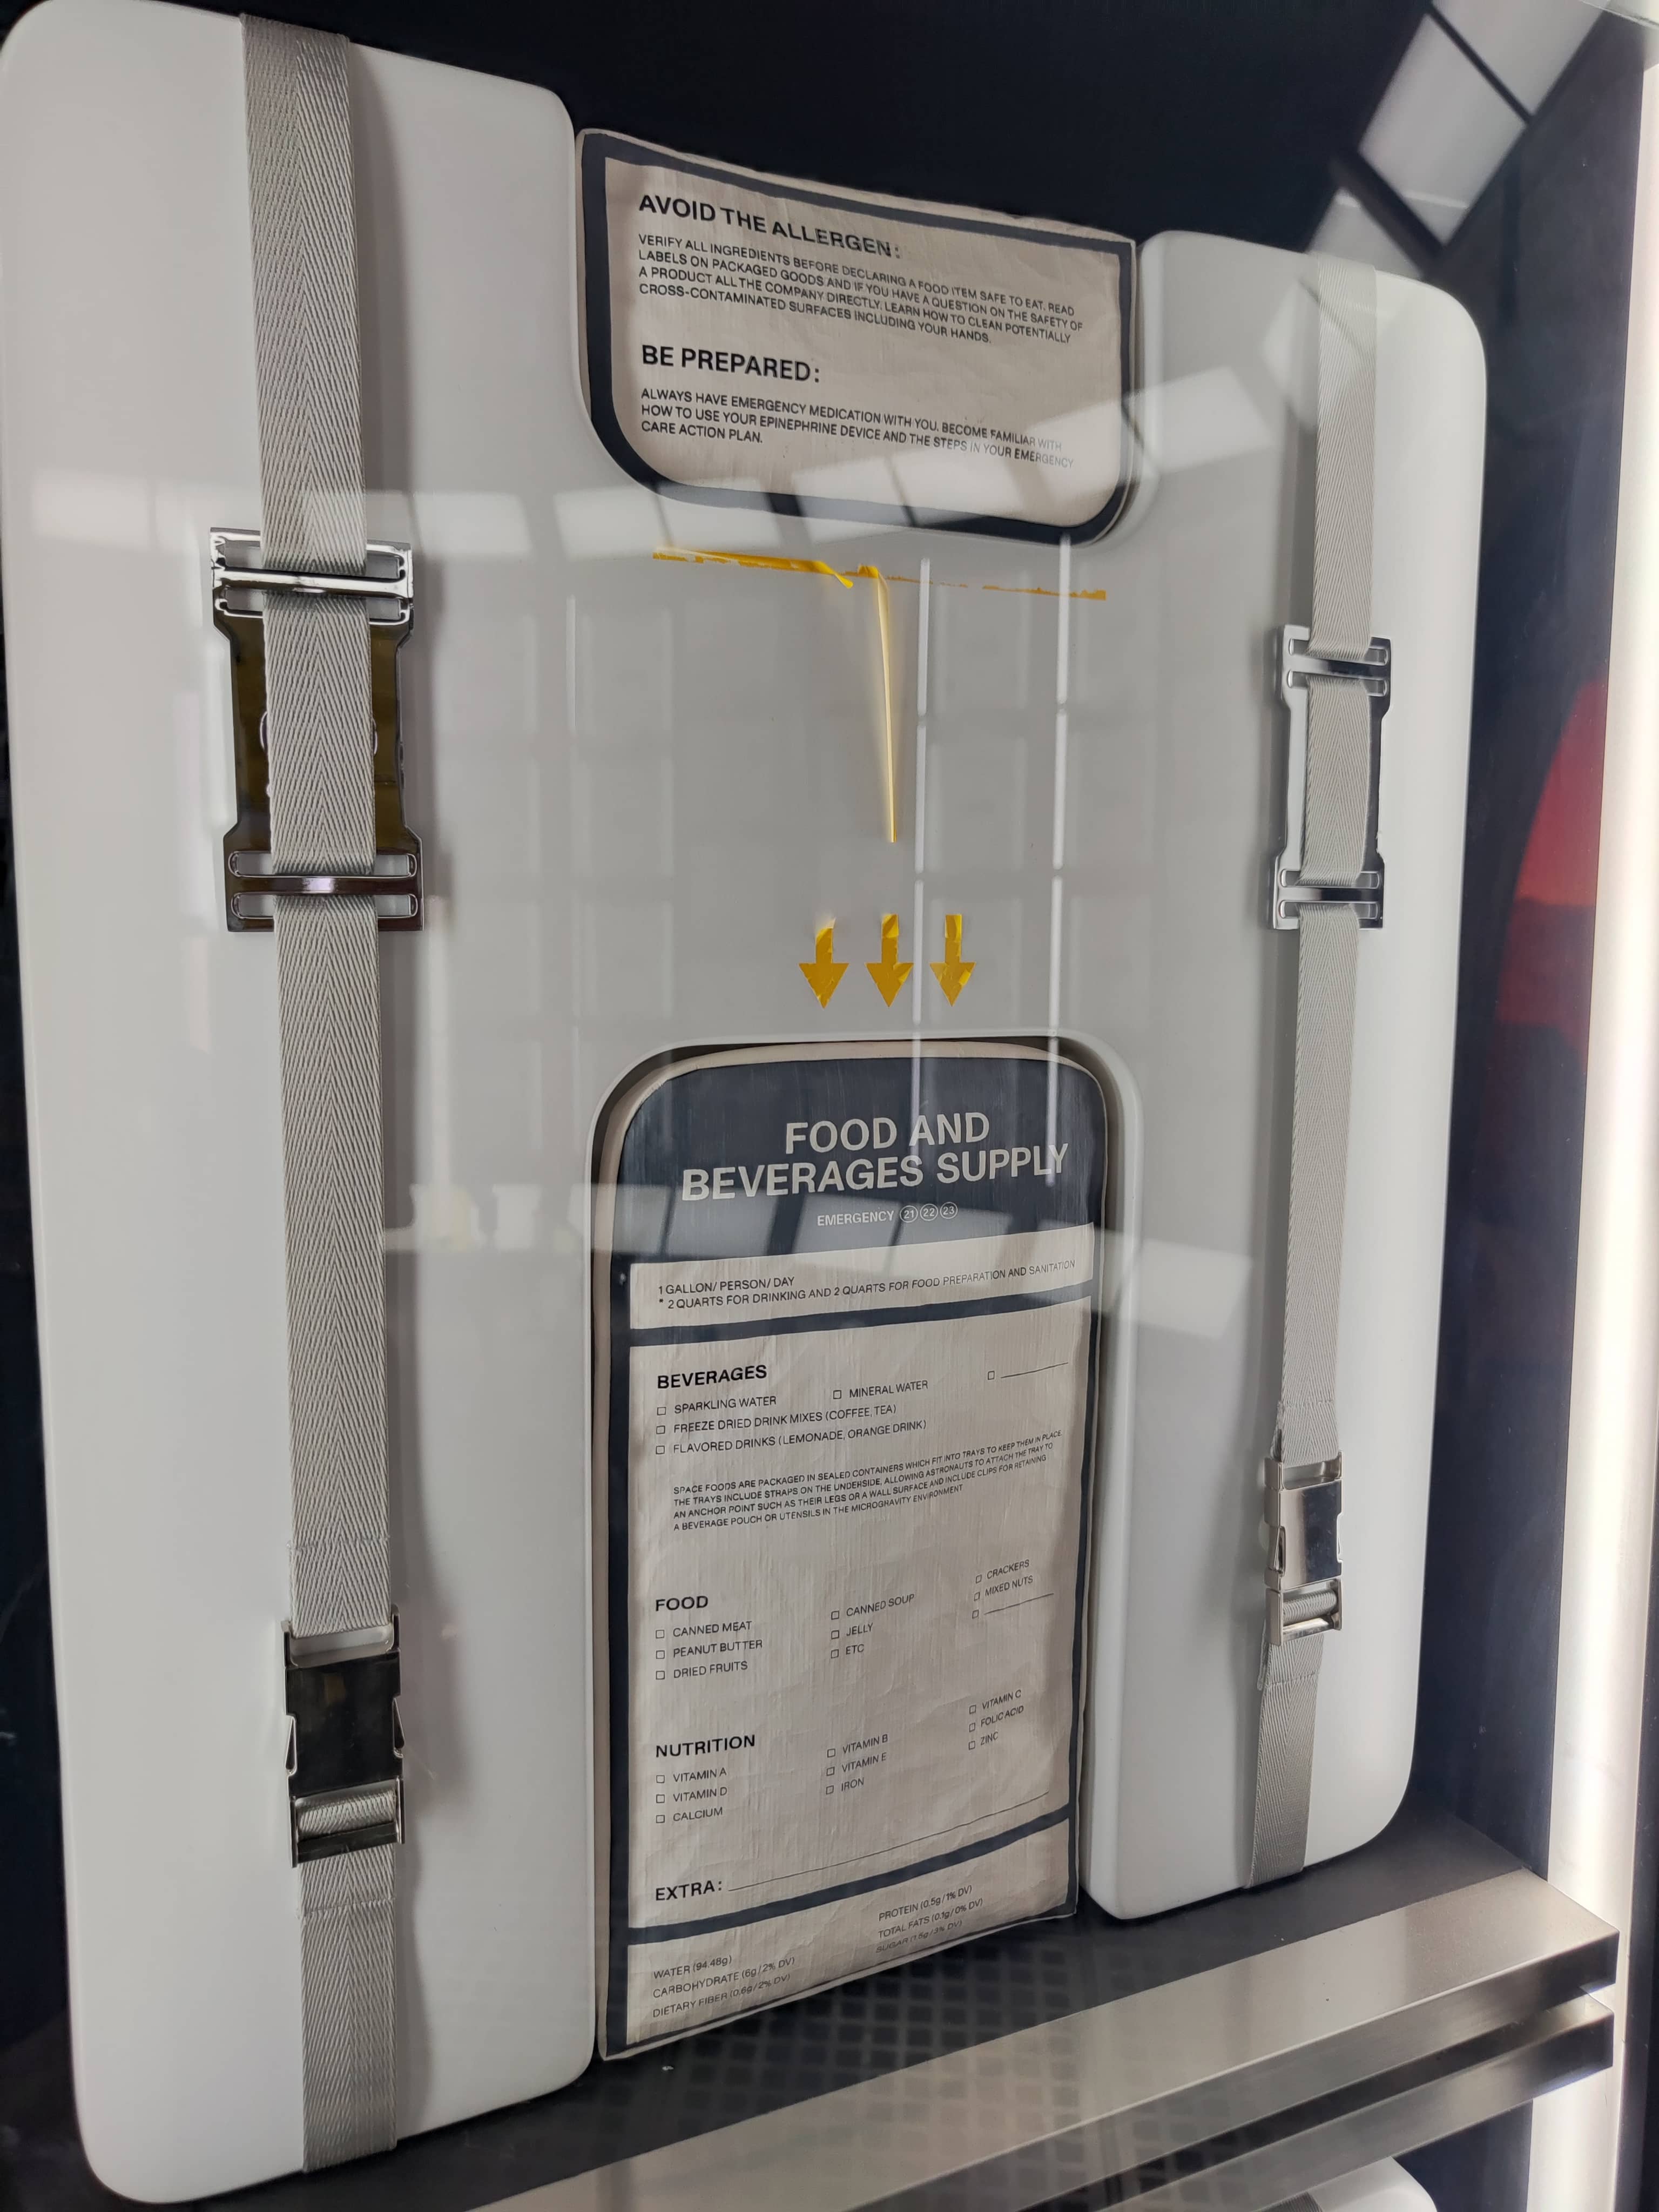 AVOID THE ALLERGEN:
VERIFY ALL INGREDIENTS BEFORE DECLARING A FOOD ITEM SAFE TO EAT. READ
LABELS ON PACKAGED GOODS AND IF YOU HAVE A QUESTION ON THE SAFETY OF
A PRODUCT ALL THE COMPANY DIRECTLY. LEARN HOW TO CLEAN POTENTIALLY
CROSS-CONTAMINATED SURFACES INCLUDING YOUR HANDS.
BE PREPARED:
ALWAYS HAVE EMERGENCY MEDICATION WITH YOU. BECOME FAMILIAR WITH
HOW TO USE YOUR EPINEPHRINE DEVICE AND THE STEPS IN YOUR EMERGENCY
CARE ACTION PLAN.
FOOD AND
BEVERAGES SUPPLY
EMERGENCY 21 22 23
1 GALLON/ PERSON/ DAY
* 2 QUARTS FOR DRINKING AND 2 QUARTS FOR FOOD PREPARATION AND SANITATION
BEVERAGES
□ SPARKLING WATER □ MINERAL WATER □ ________
□ FREEZE DRIED DRINK MIXES (COFFEE, TEA)
□ FLAVORED DRINKS (LEMONADE, ORANGE DRINK)
SPACE FOODS ARE PACKAGED IN SEALED CONTAINERS WHICH FIT INTO TRAYS TO KEEP THEM IN PLACE.
THE TRAYS INCLUDE STRAPS ON THE UNDERSIDE, ALLOWING ASTRONAUTS TO ATTACH THE TRAY TO
AN ANCHOR POINT SUCH AS THEIR LEGS OR A WALL SURFACE AND INCLUDE CLIPS FOR RETAINING
A BEVERAGE POUCH OR UTENSILS IN THE MICROGRAVITY ENVIRONMENT
FOOD
□ CANNED MEAT □ CANNED SOUP □ CRACKERS
□ PEANUT BUTTER □ JELLY □ MIXED NUTS
□ DRIED FRUITS □ ETC □ ________
NUTRITION
□ VITAMIN A □ VITAMIN B □ VITAMIN C
□ VITAMIN D □ VITAMIN E □ FOLIC ACID
□ CALCIUM □ IRON □ ZINC
EXTRA: ________
WATER (94.48g) PROTEIN (0.5g/1% DV)
CARBOHYDRATE (6g/2% DV) TOTAL FATS (0.1g/0% DV)
DIETARY FIBER (0.6g/2% DV) SUGAR (1.5g/3% DV)